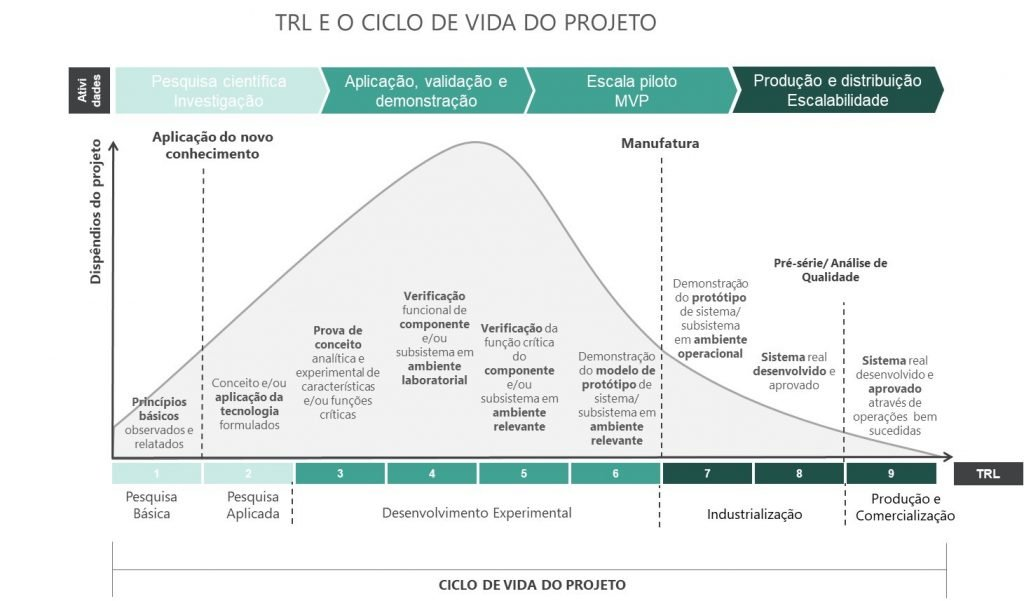 TRL E O CICLO DE VIDA DO PROJETO
Ativi
dades
Pesquisa científica
Investigação
Aplicação, validação e
demonstração
Escala piloto
MVP
Produção e distribuição
Escalabilidade
Dispêndios do projeto
Aplicação do novo
conhecimento
Manufatura
Pré-série/ Análise de
Qualidade
Princípios
básicos
observados e
relatados
Conceito e/ou
aplicação da
tecnologia
formulados
Prova de
conceito
analítica e
experimental de
características
e/ou funções
críticas
Verificação
funcional de
componente
e/ou
subsistema em
ambiente
laboratorial
Verificação da
função crítica
do
componente
e/ou
subsistema em
ambiente
relevante
Demonstração
do modelo de
protótipo de
sistema/
subsistema em
ambiente
relevante
Demonstração
do protótipo
de sistema/
subsistema
em ambiente
operacional
Sistema real
desenvolvido e
aprovado
Sistema real
desenvolvido e
aprovado
através de
operações bem
sucedidas
1
2
3
4
5
6
7
8
9
TRL
Pesquisa
Básica
Pesquisa
Aplicada
Desenvolvimento Experimental
Industrialização
Produção e
Comercialização
CICLO DE VIDA DO PROJETO